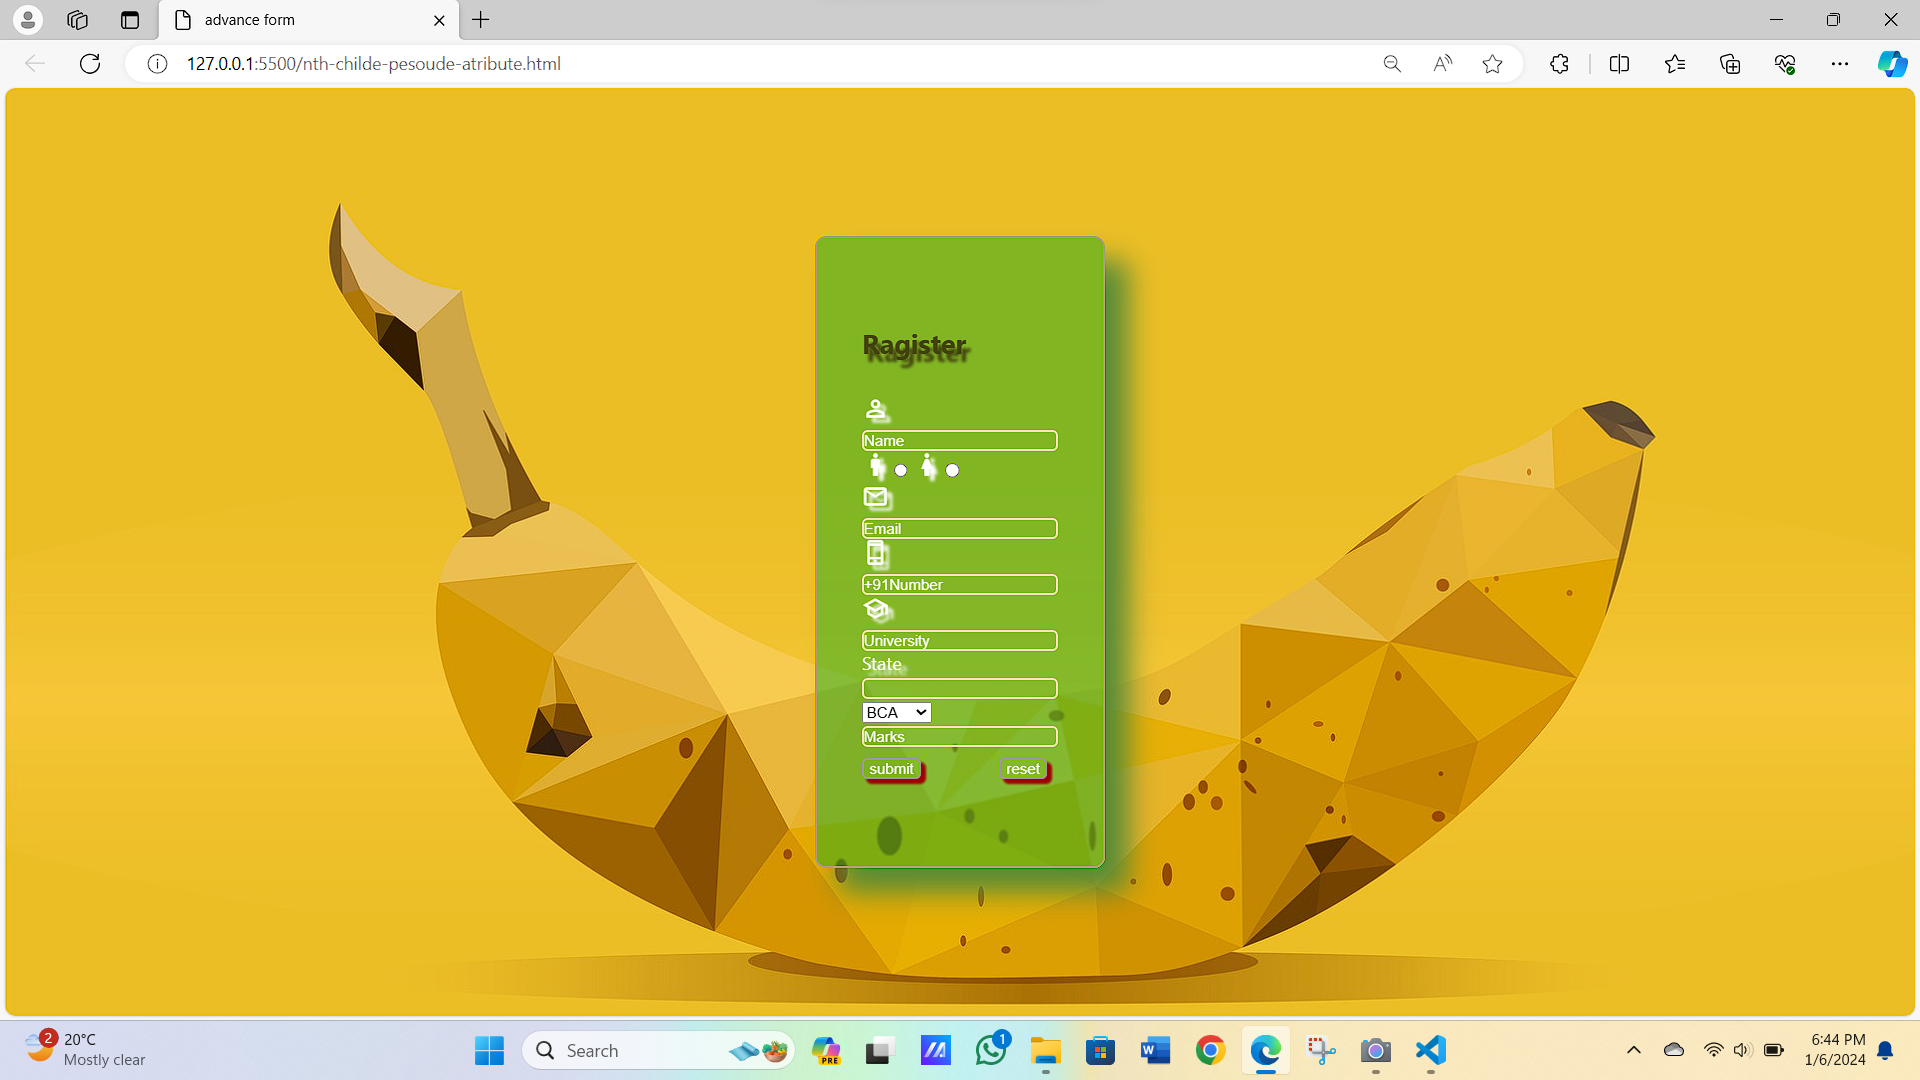 advance form
127.0.0.1:5500/nth-childe-pesoude-atribute.html
Ragister
Name
Email
+91Number
University
State
BCA
Marks
submit reset
2
20°C
Mostly clear
Search
PRE
1
W
6:44 PM
1/6/2024